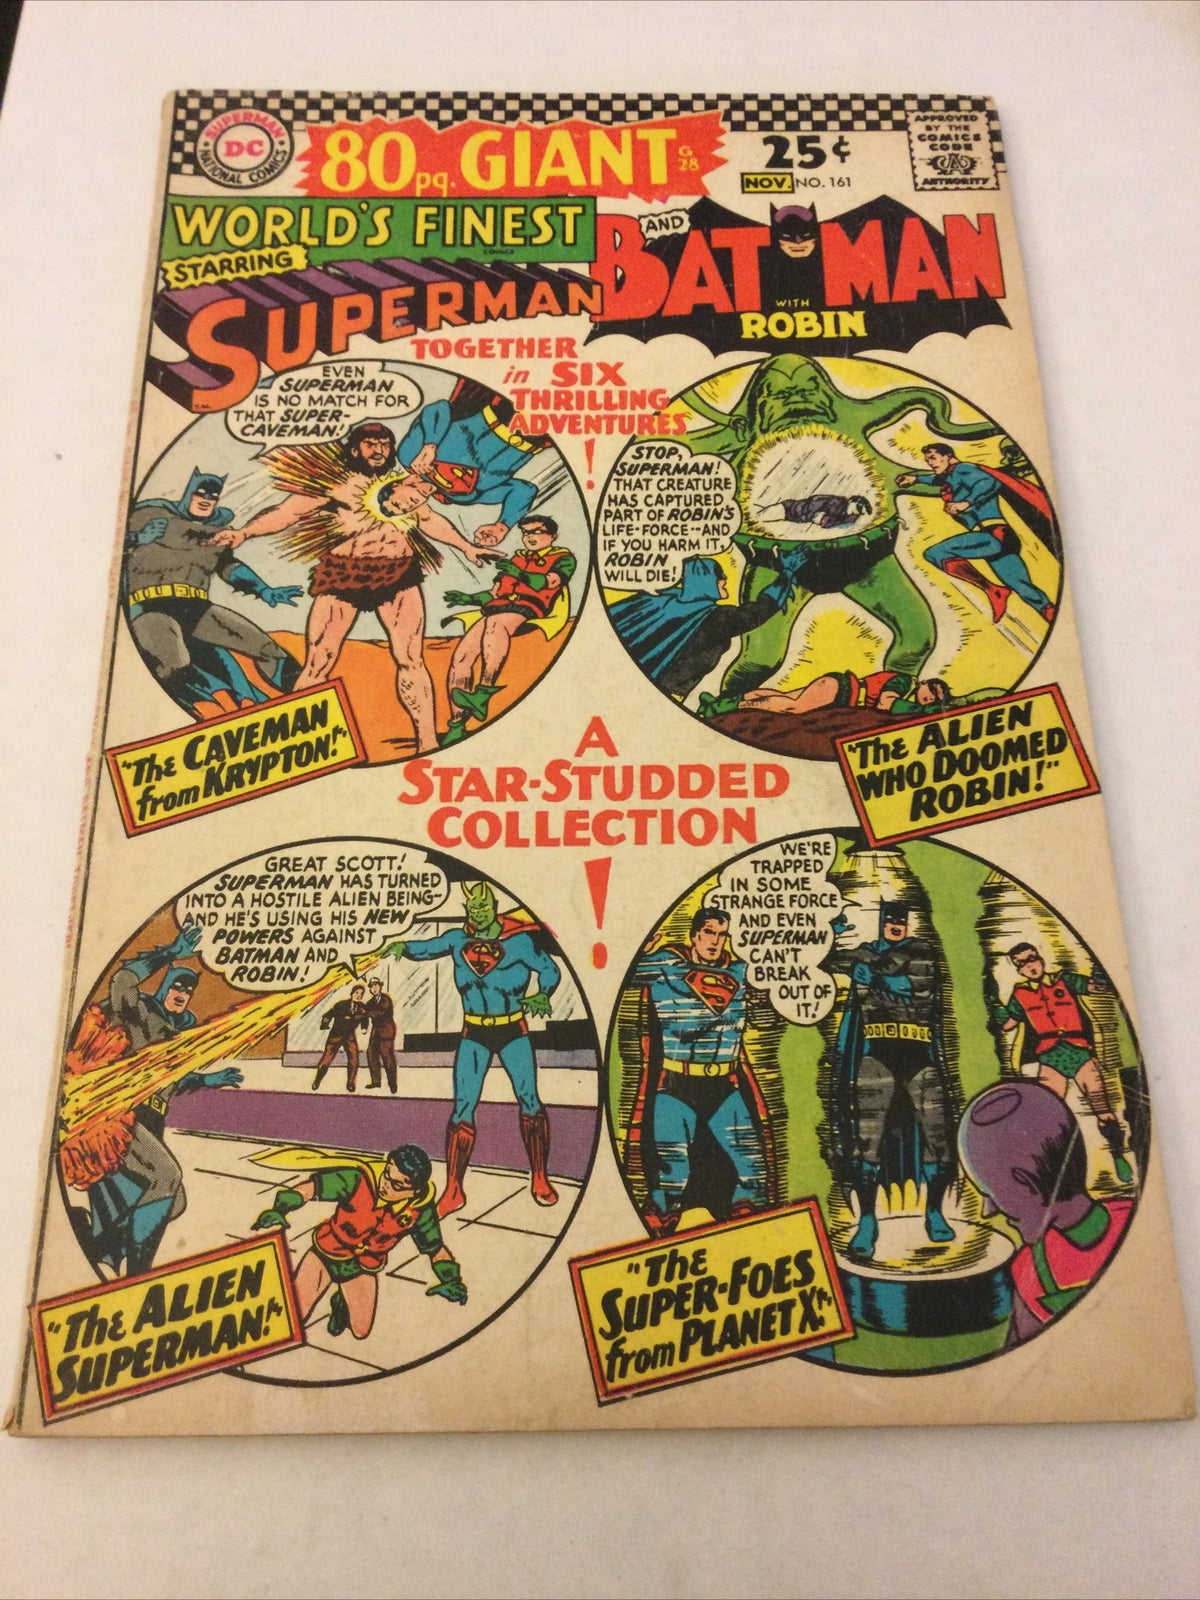 SUPERMAN
DC
NATIONAL COMICS
80 pg. GIANT
G
28
25¢
NOV. NO. 161
APPROVED
BY THE
COMICS
CODE
CA
AUTHORITY
WORLD'S FINEST
COMICS
STARRING
SUPERMAN
T.M.
AND
BATMAN
WITH
ROBIN
TOGETHER
in SIX
THRILLING
ADVENTURES
!
EVEN
SUPERMAN
IS NO MATCH FOR
THAT SUPER-
CAVEMAN!
"The CAVEMAN
from KRYPTON!"
STOP,
SUPERMAN!
THAT CREATURE
HAS CAPTURED
PART OF ROBIN'S
LIFE-FORCE--AND
IF YOU HARM IT,
ROBIN
WILL DIE!
"The ALIEN
WHO DOOMED
ROBIN!"
A
STAR-STUDDED
COLLECTION
!
GREAT SCOTT!
SUPERMAN HAS TURNED
INTO A HOSTILE ALIEN BEING--
AND HE'S USING HIS NEW
POWERS AGAINST
BATMAN AND
ROBIN!
"The ALIEN
SUPERMAN!"
WE'RE
TRAPPED
IN SOME
STRANGE FORCE
AND EVEN
SUPERMAN
CAN'T
BREAK
OUT OF
IT!
"The
SUPER-FOES
from PLANET X!"